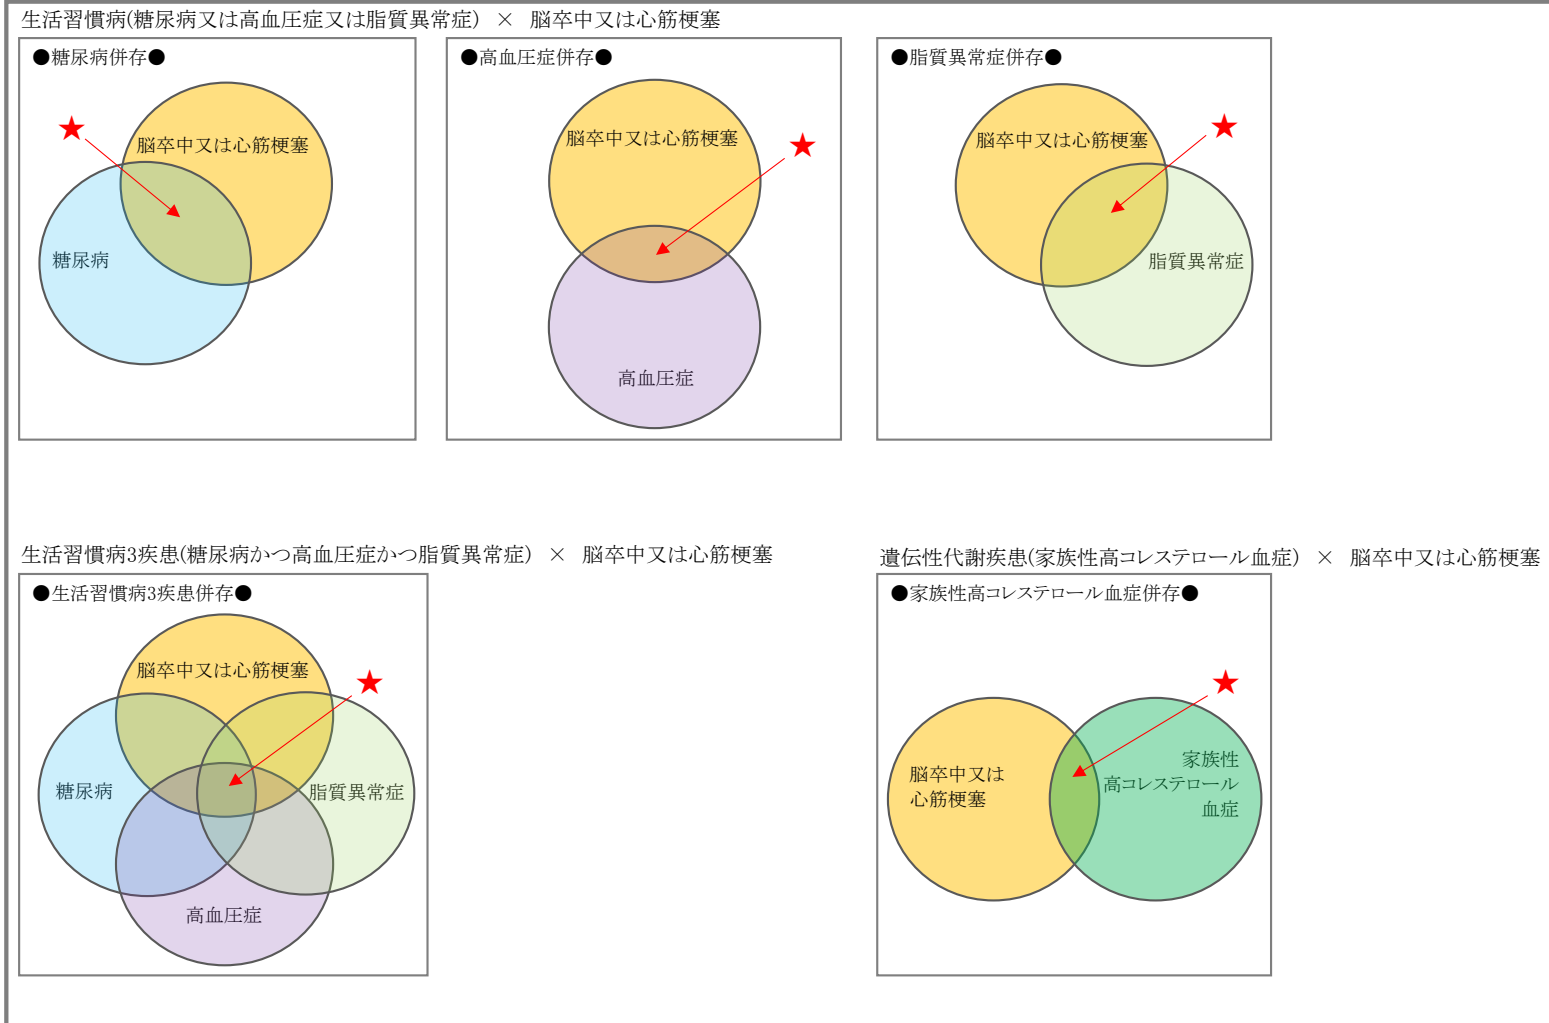 生活習慣病(糖尿病又は高血圧症又は脂質異常症) × 脳卒中又は心筋梗塞
●糖尿病併存●
★
脳卒中又は心筋梗塞
糖尿病
●高血圧症併存●
脳卒中又は心筋梗塞
★
高血圧症
●脂質異常症併存●
★
脳卒中又は心筋梗塞
脂質異常症
生活習慣病3疾患(糖尿病かつ高血圧症かつ脂質異常症) × 脳卒中又は心筋梗塞
●生活習慣病3疾患併存●
脳卒中又は心筋梗塞
★
糖尿病
脂質異常症
高血圧症
遺伝性代謝疾患(家族性高コレステロール血症) × 脳卒中又は心筋梗塞
●家族性高コレステロール血症併存●
★
脳卒中又は
心筋梗塞
家族性
高コレステロール
血症